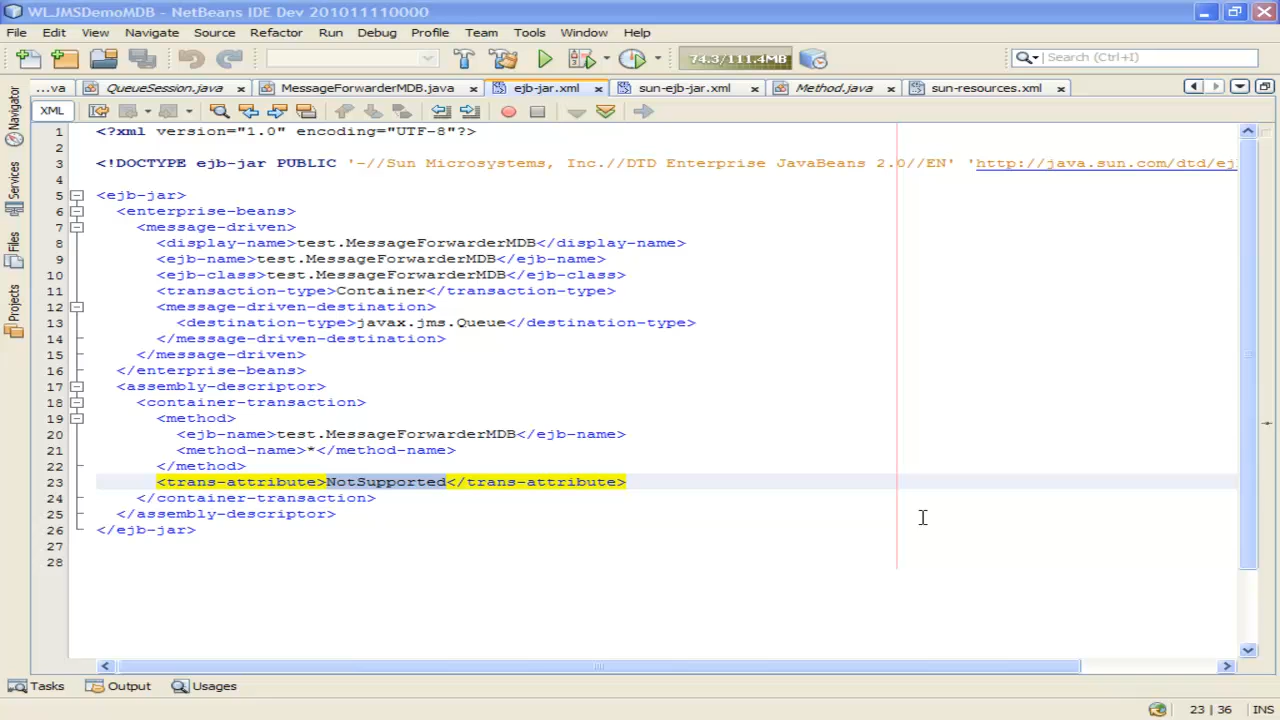 WLJMSDemoMDB - NetBeans IDE Dev 201011110000
File Edit View Navigate Source Refactor Run Debug Profile Team Tools Window Help
74.3/111.4MB Search (Ctrl+I)
...va QueueSession.java MessageForwarderMDB.java ejb-jar.xml sun-ejb-jar.xml Method.java sun-resources.xml
XML
Navigator
Services
Files
Projects
1 <?xml version="1.0" encoding="UTF-8"?>
2
3 <!DOCTYPE ejb-jar PUBLIC '-//Sun Microsystems, Inc.//DTD Enterprise JavaBeans 2.0//EN' 'http://java.sun.com/dtd/ej
4
5 <ejb-jar>
6 <enterprise-beans>
7 <message-driven>
8 <display-name>test.MessageForwarderMDB</display-name>
9 <ejb-name>test.MessageForwarderMDB</ejb-name>
10 <ejb-class>test.MessageForwarderMDB</ejb-class>
11 <transaction-type>Container</transaction-type>
12 <message-driven-destination>
13 <destination-type>javax.jms.Queue</destination-type>
14 </message-driven-destination>
15 </message-driven>
16 </enterprise-beans>
17 <assembly-descriptor>
18 <container-transaction>
19 <method>
20 <ejb-name>test.MessageForwarderMDB</ejb-name>
21 <method-name>*</method-name>
22 </method>
23 <trans-attribute>NotSupported</trans-attribute>
24 </container-transaction>
25 </assembly-descriptor>
26 </ejb-jar>
27
28
Tasks Output Usages
23 | 36 INS